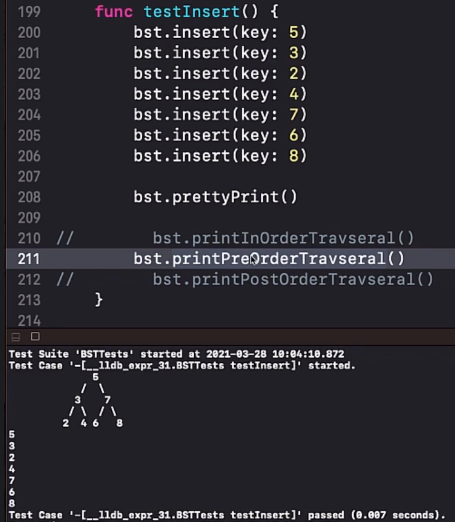 199 func testInsert() {
200 bst.insert(key: 5)
201 bst.insert(key: 3)
202 bst.insert(key: 2)
203 bst.insert(key: 4)
204 bst.insert(key: 7)
205 bst.insert(key: 6)
206 bst.insert(key: 8)
207
208 bst.prettyPrint()
209
210 // bst.printInOrderTravseral()
211 bst.printPreOrderTravseral()
212 // bst.printPostOrderTravseral()
213 }
214
Test Suite 'BSTTests' started at 2021-03-28 10:04:10.872
Test Case '-[__lldb_expr_31.BSTTests testInsert]' started.
5
/ \
3 7
/ \ / \
2 4 6 8
5
3
2
4
7
6
8
Test Case '-[__lldb_expr_31.BSTTests testInsert]' passed (0.007 seconds).